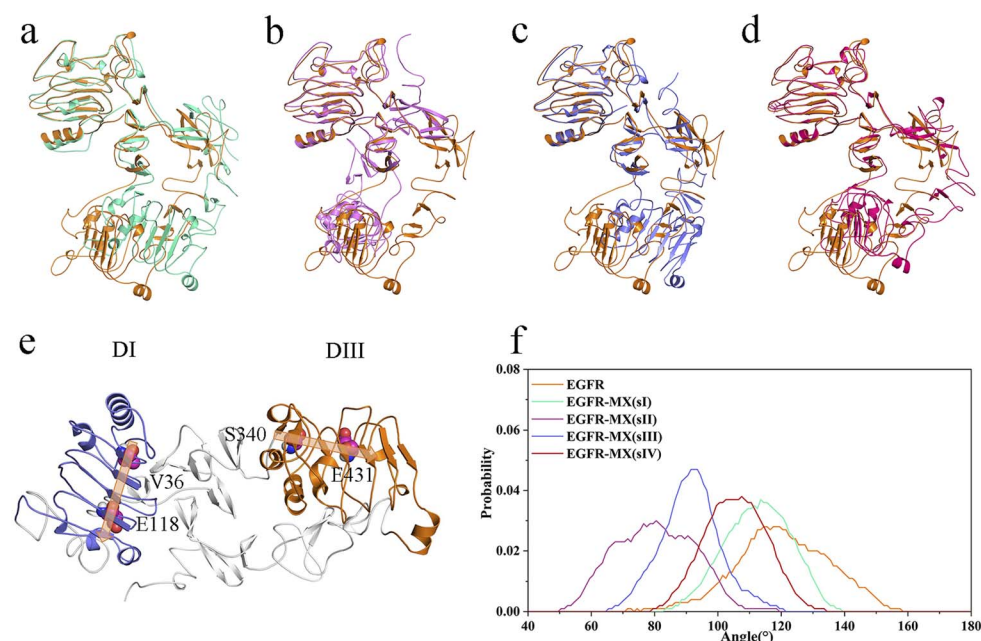 a b c d
e DI DIII
S340
V36 E431
E118
f
0.08
EGFR
EGFR-MX(sI)
0.06
EGFR-MX(sII)
EGFR-MX(sIII)
EGFR-MX(sIV)
Probability
0.04
0.02
0.00
40 60 80 100 120 140 160 180
Angle(°)